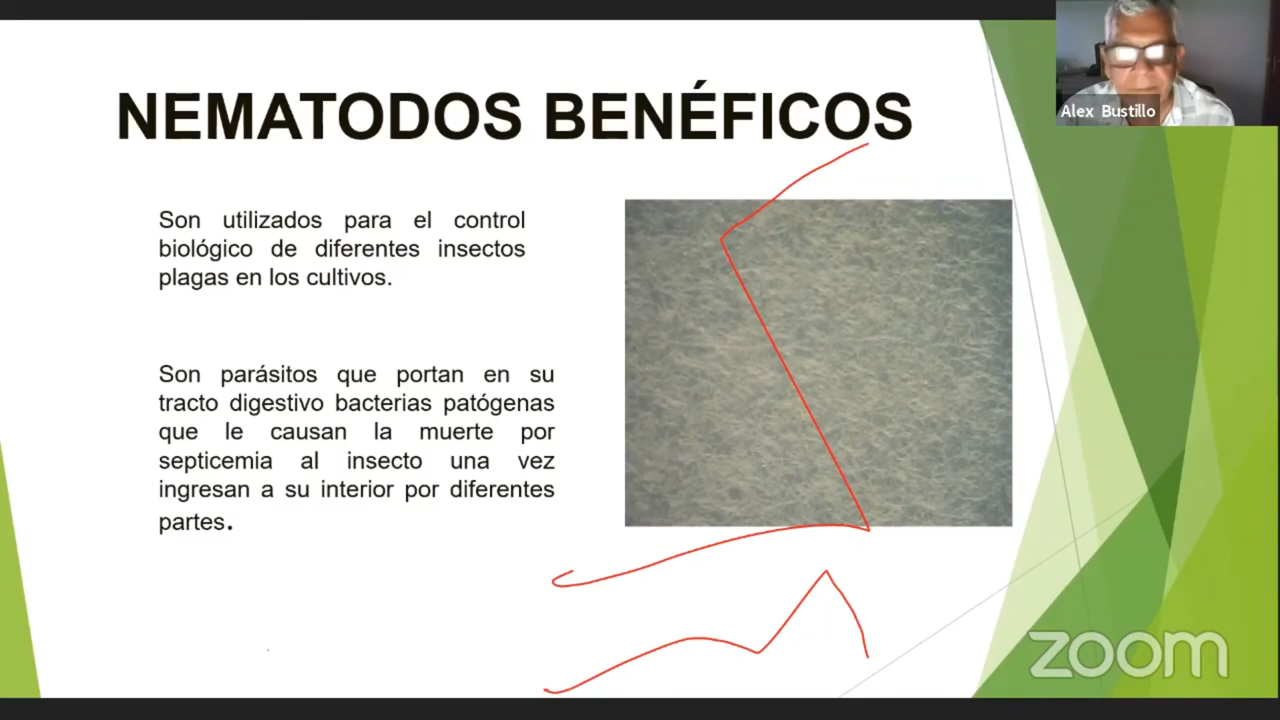 NEMATODOS BENÉFICOS
Alex Bustillo
Son utilizados para el control
biológico de diferentes insectos
plagas en los cultivos.
Son parásitos que portan en su
tracto digestivo bacterias patógenas
que le causan la muerte por
septicemia al insecto una vez
ingresan a su interior por diferentes
partes.
zoom